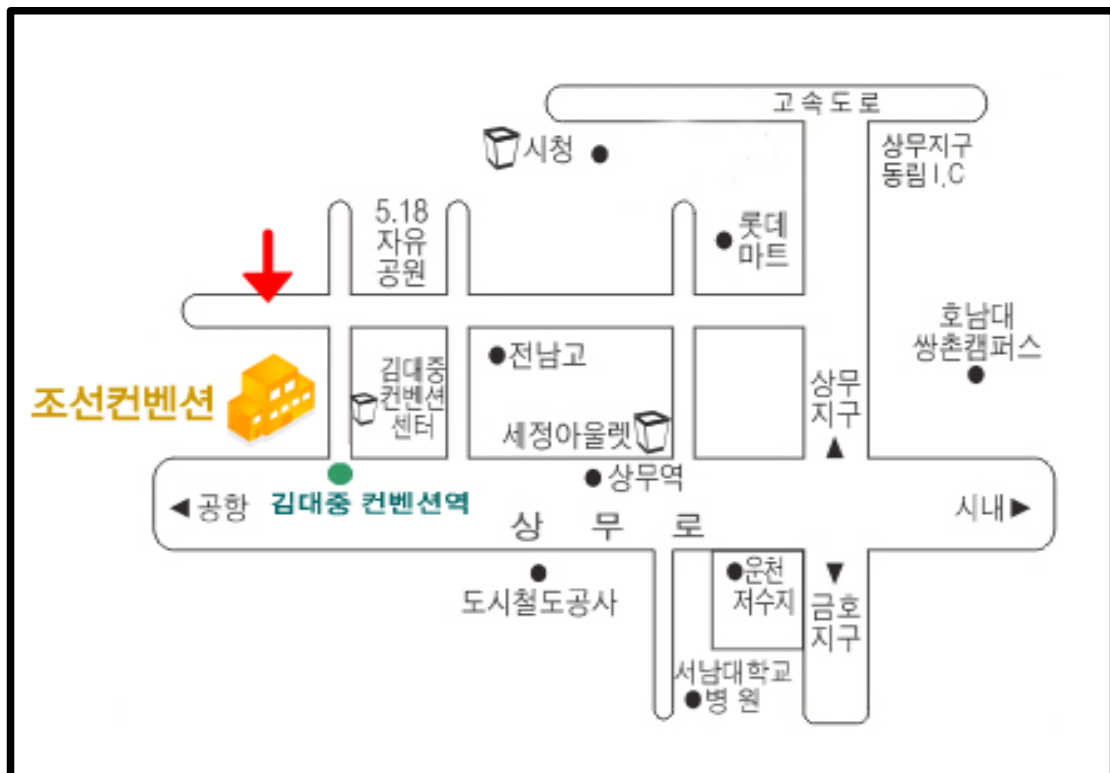 고속도로
시청
상무지구
동림I.C
5.18
자유
공원
롯데
마트
호남대
쌍촌캠퍼스
전남고
김대중
컨벤션
센터
조선컨벤션
상무
지구
▲
세정아울렛
상무역
◀공항
김대중 컨벤션역
시내▶
상 무 로
▼
운천
저수지
도시철도공사
금호
지구
서남대학교
병 원